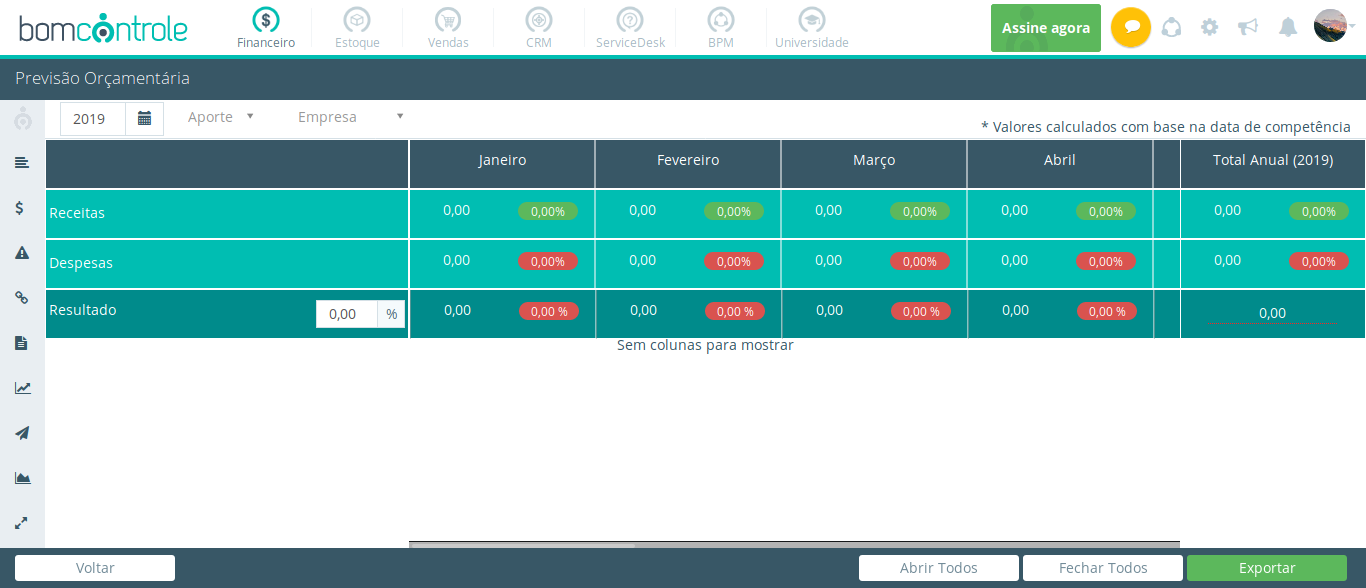 bomcontrole
Financeiro Estoque Vendas CRM ServiceDesk BPM Universidade
Assine agora
Previsão Orçamentária
2019 Aporte Empresa
* Valores calculados com base na data de competência
Janeiro Fevereiro Março Abril Total Anual (2019)
Receitas 0,00 0,00% 0,00 0,00% 0,00 0,00% 0,00 0,00% 0,00 0,00%
Despesas 0,00 0,00% 0,00 0,00% 0,00 0,00% 0,00 0,00% 0,00 0,00%
Resultado 0,00 % 0,00 0,00 % 0,00 0,00 % 0,00 0,00 % 0,00 0,00 % 0,00
Sem colunas para mostrar
Voltar Abrir Todos Fechar Todos Exportar